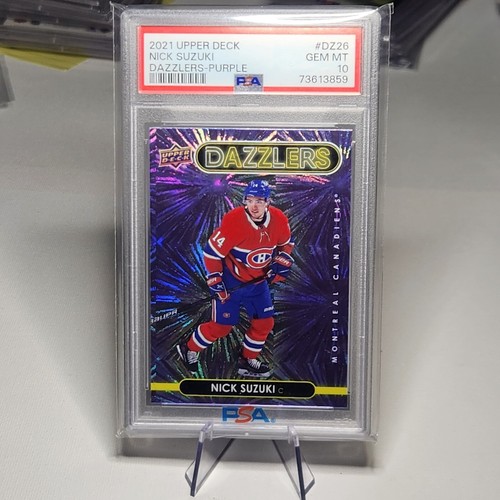 2021 UPPER DECK #DZ26
NICK SUZUKI GEM MT
DAZZLERS-PURPLE 10
PSA 73613859
UPPER DECK
DAZZLERS
14
MONTREAL CANADIENS
NICK SUZUKI C
PSA